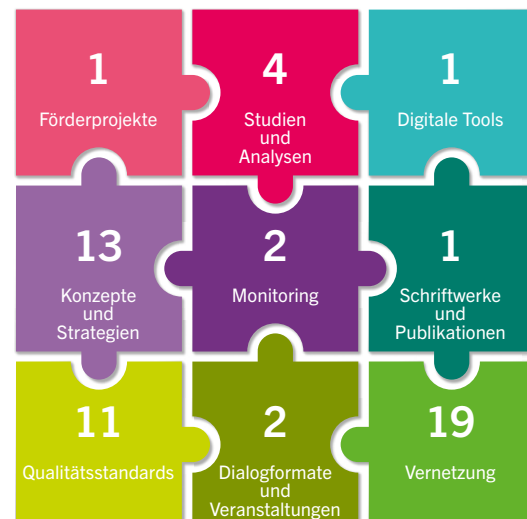 1
Förderprojekte
4
Studien
und
Analysen
1
Digitale Tools
13
Konzepte
und
Strategien
2
Monitoring
1
Schriftwerke
und
Publikationen
11
Qualitätsstandards
2
Dialogformate
und
Veranstaltungen
19
Vernetzung